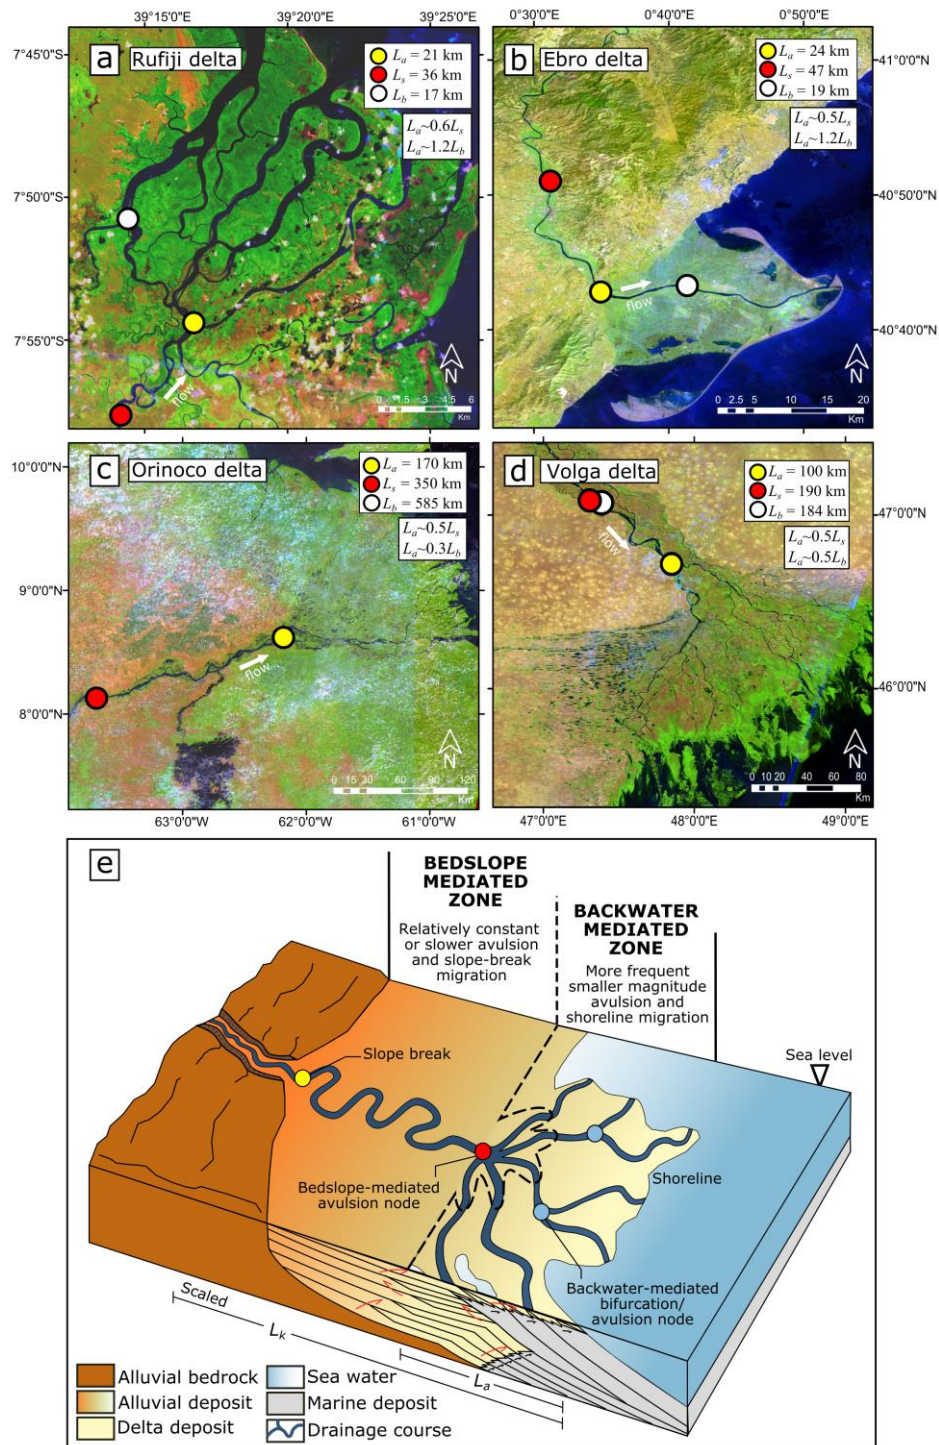 39°15'0"E
39°20'0"E
39°25'0"E
7°45'0"S
7°50'0"S
7°55'0"S
a
Rufiji delta
La = 21 km
Ls = 36 km
Lb = 17 km
La~0.6Ls
La~1.2Lb
flow
N
0 1.5 3 4.5 6
Km
0°30'0"E
0°40'0"E
0°50'0"E
41°0'0"N
40°50'0"N
40°40'0"N
b
Ebro delta
La = 24 km
Ls = 47 km
Lb = 19 km
La~0.5Ls
La~1.2Lb
flow
N
0 2.5 5 10 15 20
Km
10°0'0"N
9°0'0"N
8°0'0"N
c
Orinoco delta
La = 170 km
Ls = 350 km
Lb = 585 km
La~0.5Ls
La~0.3Lb
flow
N
0 15 30 60 90 120
Km
63°0'0"W
62°0'0"W
61°0'0"W
d
Volga delta
La = 100 km
Ls = 190 km
Lb = 184 km
La~0.5Ls
La~0.5Lb
flow
N
0 10 20 40 60 80
Km
47°0'0"N
46°0'0"N
47°0'0"E
48°0'0"E
49°0'0"E
e
BEDSLOPE
MEDIATED
ZONE
Relatively constant
or slower avulsion
and slope-break
migration
BACKWATER
MEDIATED
ZONE
More frequent
smaller magnitude
avulsion and
shoreline migration
Sea level
Slope break
Bedslope-mediated
avulsion node
Shoreline
Backwater-mediated
bifurcation/
avulsion node
Scaled
Lk
La
Alluvial bedrock
Alluvial deposit
Delta deposit
Sea water
Marine deposit
Drainage course